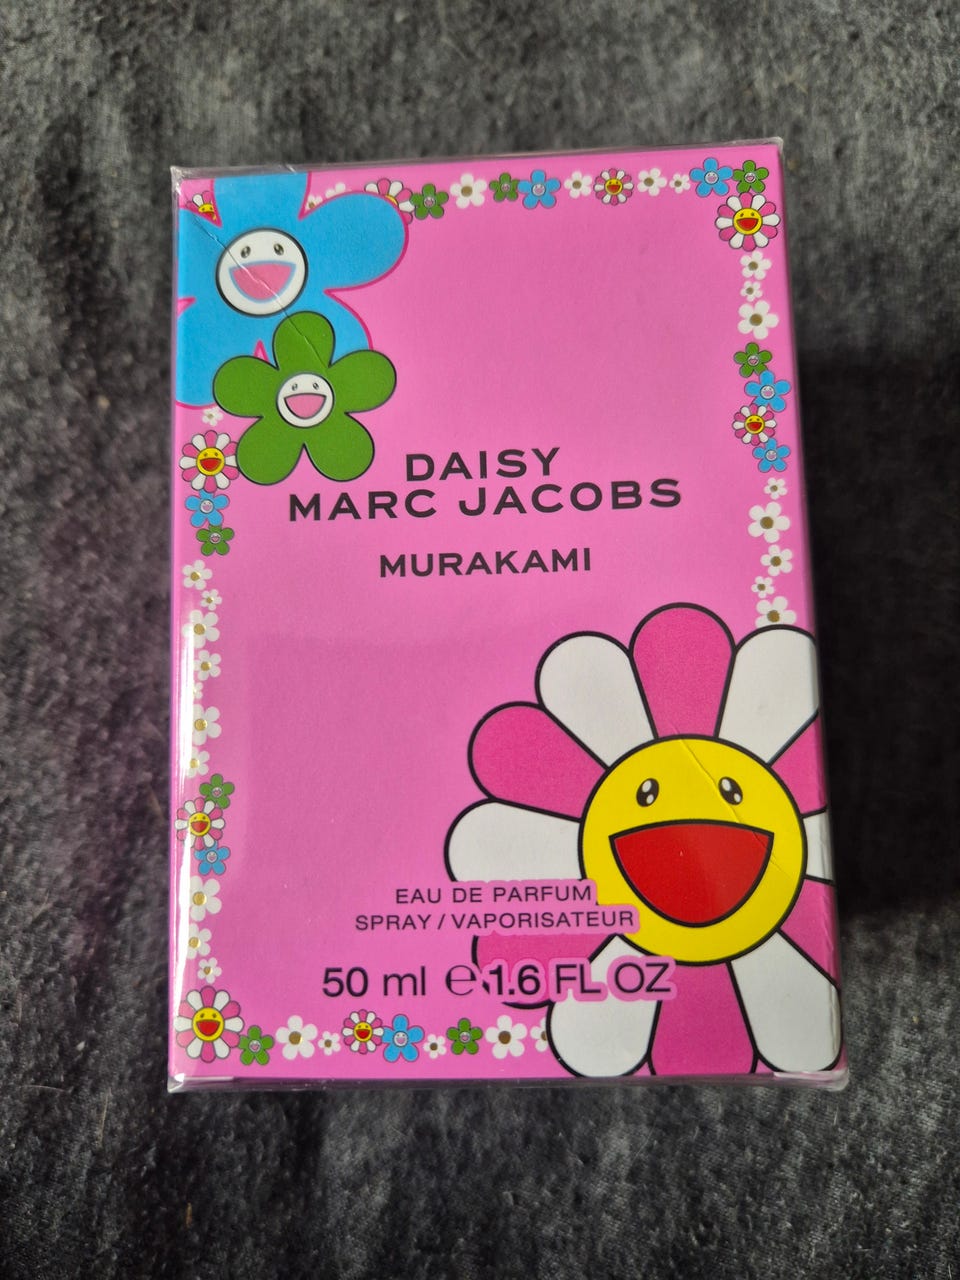 DAISY
MARC JACOBS
MURAKAMI
EAU DE PARFUM
SPRAY / VAPORISATEUR
50 ml ℮ 1.6 FL OZ